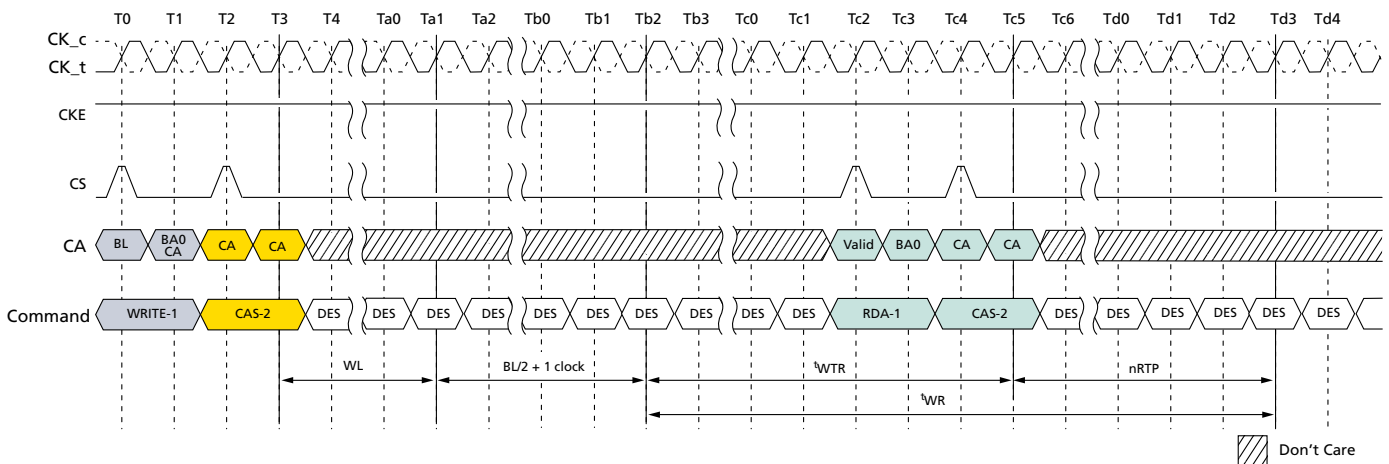 T0 T1 T2 T3 T4 Ta0 Ta1 Ta2 Tb0 Tb1 Tb2 Tb3 Tc0 Tc1 Tc2 Tc3 Tc4 Tc5 Tc6 Td0 Td1 Td2 Td3 Td4
CK_c
CK_t
CKE
CS
CA BL BA0 CA CA CA Valid BA0 CA CA
Command WRITE-1 CAS-2 DES DES DES DES DES DES DES DES DES DES RDA-1 CAS-2 DES DES DES DES DES DES
WL BL/2 + 1 clock tWTR nRTP
tWR
Don't Care